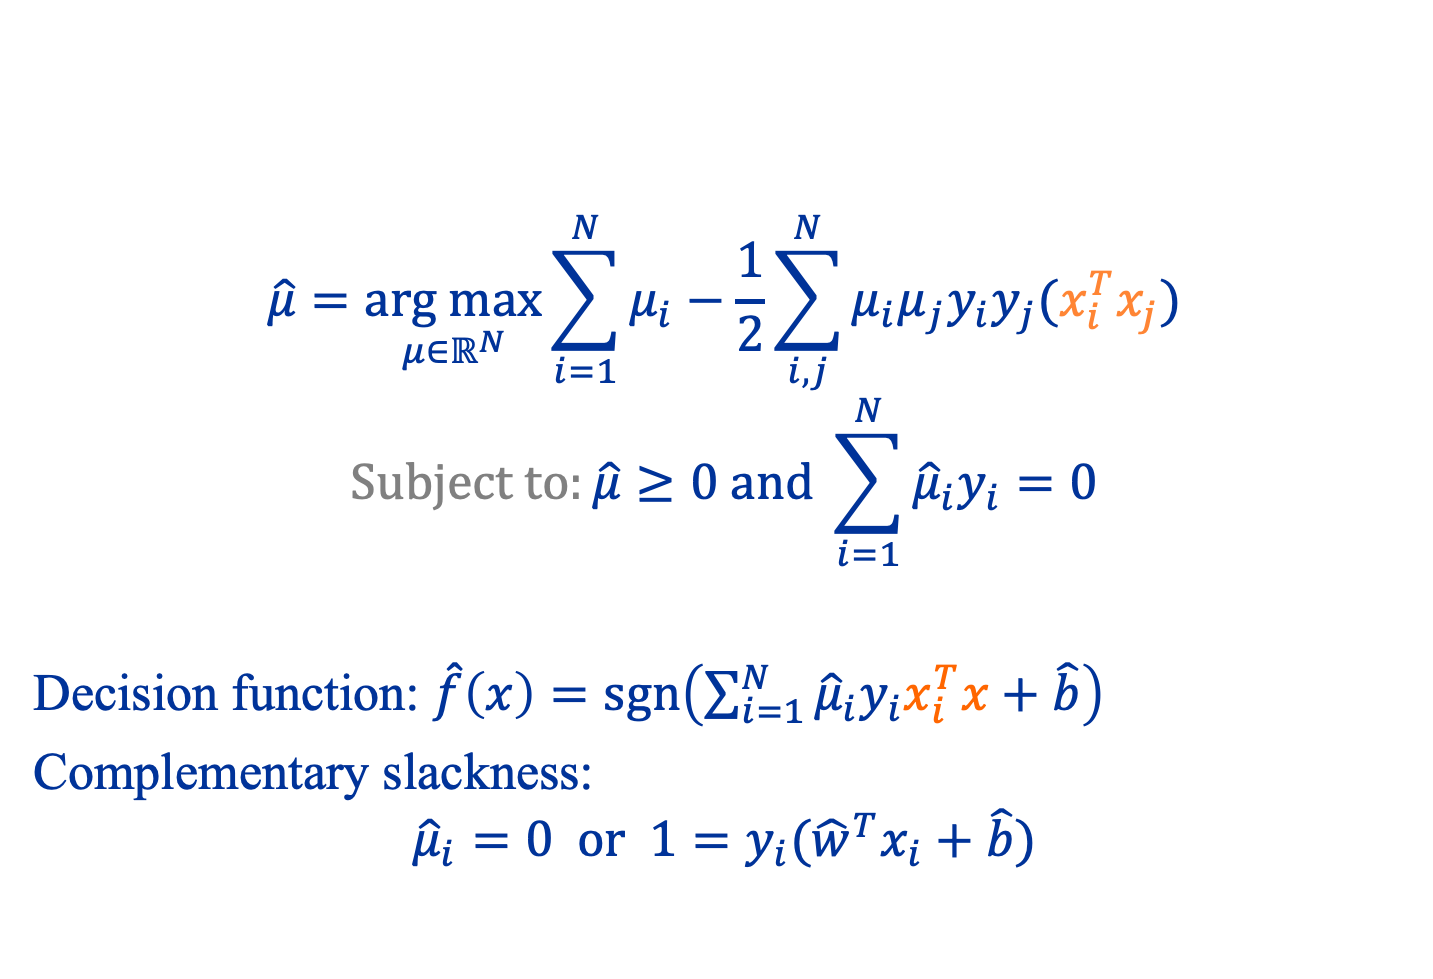 μ̂ = arg max_{μ∈ℝ^N} ∑_{i=1}^{N} μ_i − 1/2 ∑_{i,j}^{N} μ_i μ_j y_i y_j (x_i^T x_j)
Subject to: μ̂ ≥ 0 and ∑_{i=1}^{N} μ̂_i y_i = 0
Decision function: f̂(x) = sgn(∑_{i=1}^{N} μ̂_i y_i x_i^T x + b̂)
Complementary slackness:
μ̂_i = 0 or 1 = y_i(ŵ^T x_i + b̂)